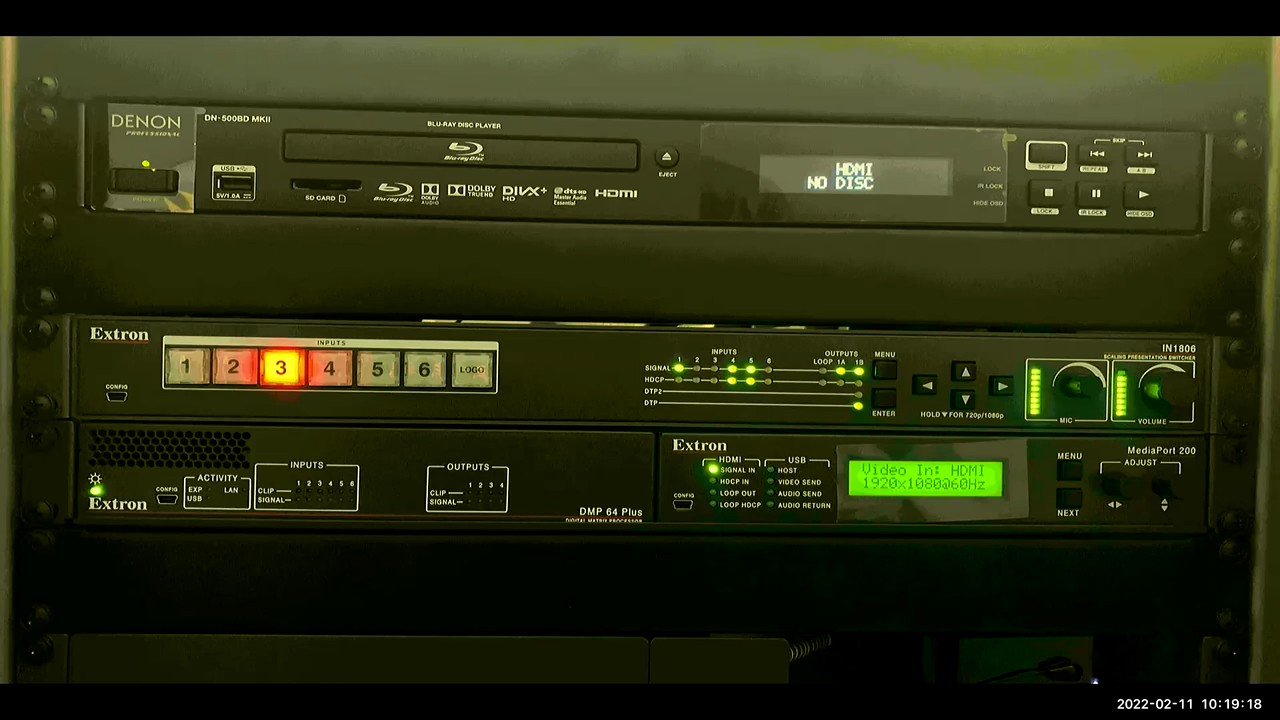 DENON
PROFESSIONAL
DN-500BD MKII
BLU-RAY DISC PLAYER
Blu-ray Disc
USB
5V/1.0A
SD CARD
Blu-ray Disc
DOLBY
AUDIO
DOLBY
TRUEHD
DIVX+
HD
dts-HD
Master Audio
Essential
HDMI
EJECT
HDMI
NO DISC
LOCK
IR LOCK
HIDE OSD
SHIFT
SKIP
REPEAT
A B
LOCK
IR LOCK
HIDE OSD
Extron
CONFIG
INPUTS
1 2 3 4 5 6 LOGO
INPUTS
1 2 3 4 5 6
OUTPUTS
LOOP 1A 1B
SIGNAL
HDCP
DTP2
DTP
MENU
ENTER
HOLD ▼ FOR 720p/1080p
IN1806
SCALING PRESENTATION SWITCHER
MIC
VOLUME
Extron
CONFIG
ACTIVITY
EXP LAN
USB
INPUTS
1 2 3 4 5 6
CLIP
SIGNAL
OUTPUTS
1 2 3 4
CLIP
SIGNAL
DMP 64 Plus
DIGITAL MATRIX PROCESSOR
Extron
CONFIG
HDMI
SIGNAL IN
HDCP IN
LOOP OUT
LOOP HDCP
USB
HOST
VIDEO SEND
AUDIO SEND
AUDIO RETURN
Video In: HDMI
1920x1080@60Hz
MENU
NEXT
MediaPort 200
ADJUST
2022-02-11 10:19:18